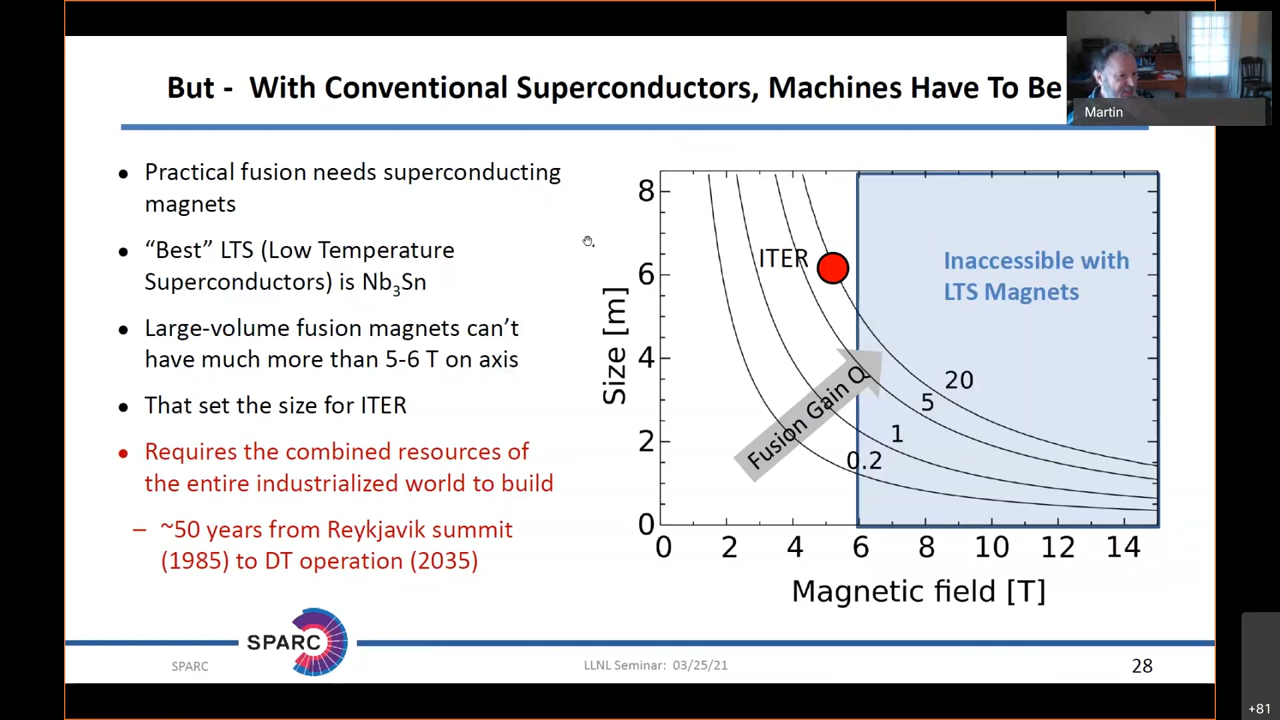 But -  With Conventional Superconductors, Machines Have To Be
Martin
● Practical fusion needs superconducting
magnets
● “Best” LTS (Low Temperature
Superconductors) is Nb₃Sn
● Large-volume fusion magnets can’t
have much more than 5-6 T on axis
● That set the size for ITER
● Requires the combined resources of
the entire industrialized world to build
– ~50 years from Reykjavik summit
(1985) to DT operation (2035)
Size [m]
8
6
4
2
0
0 2 4 6 8 10 12 14
Magnetic field [T]
ITER
Inaccessible with
LTS Magnets
Fusion Gain Q
20
5
1
0.2
SPARC
SPARC
LLNL Seminar: 03/25/21
28
+81